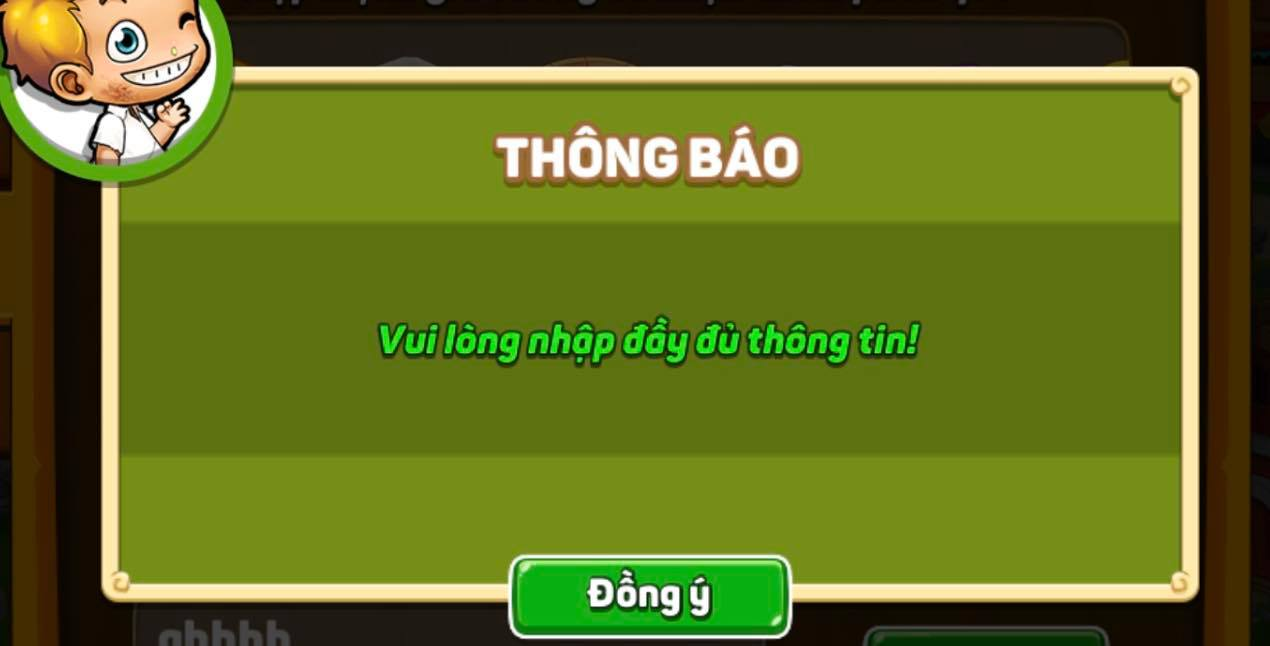 THÔNG BÁO
Vui lòng nhập đầy đủ thông tin!
Đồng ý